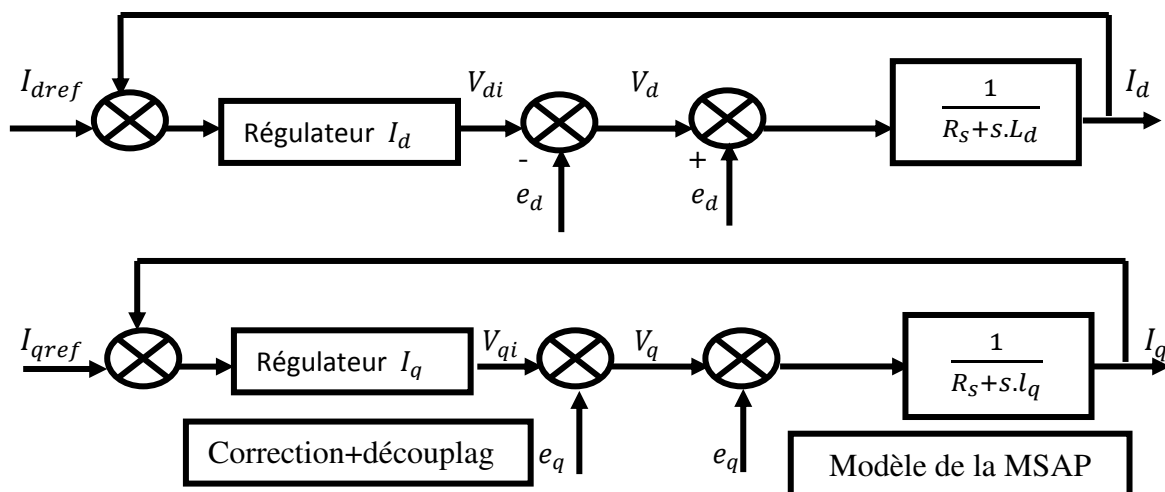 I_dref
Régulateur I_d
V_di
-
e_d
V_d
+
e_d
1
R_s+s.L_d
I_d
I_qref
Régulateur I_q
V_qi
e_q
V_q
e_q
1
R_s+s.l_q
I_q
Correction+découplag
Modèle de la MSAP